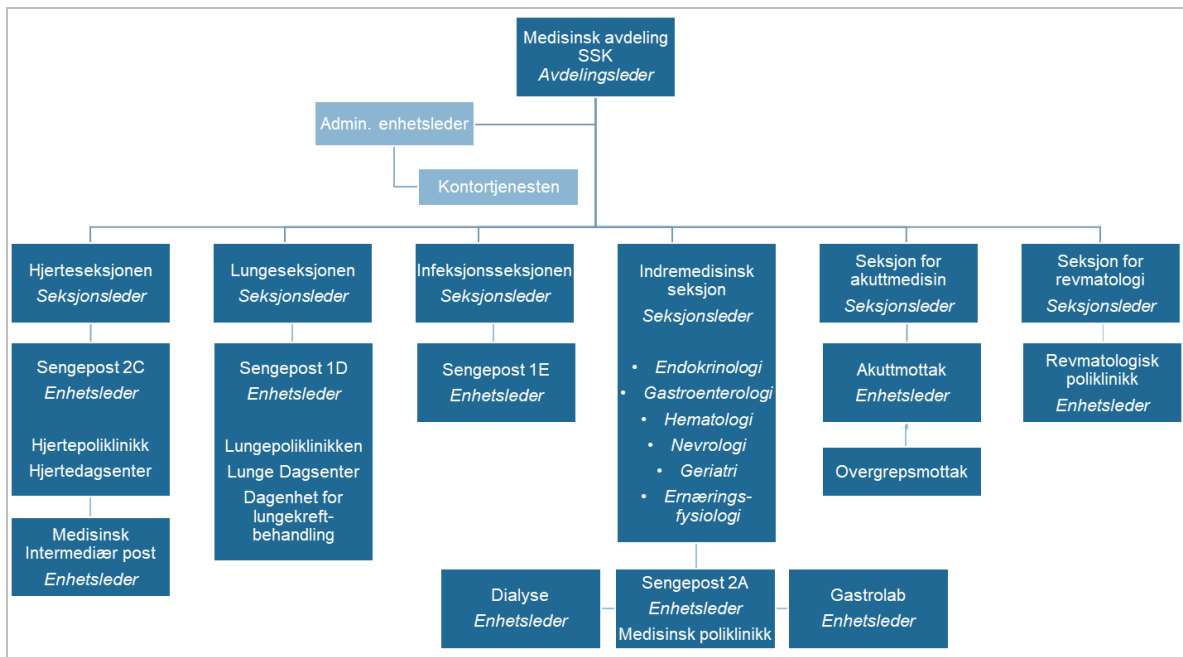 Medisinsk avdeling
SSK
Avdelingsleder
Admin. enhetsleder
Kontortjenesten
Hjerteseksjonen
Seksjonsleder
Sengepost 2C
Enhetsleder
Hjertepoliklinikk
Hjertedagsenter
Medisinsk
Intermediær post
Enhetsleder
Lungeseksjonen
Seksjonsleder
Sengepost 1D
Enhetsleder
Lungepoliklinikken
Lunge Dagsenter
Dagenhet for
lungekreft-
behandling
Infeksjonsseksjonen
Seksjonsleder
Sengepost 1E
Enhetsleder
Indremedisinsk
seksjon
Seksjonsleder
• Endokrinologi
• Gastroenterologi
• Hematologi
• Nevrologi
• Geriatri
• Ernærings-
fysiologi
Dialyse
Enhetsleder
Sengepost 2A
Enhetsleder
Medisinsk poliklinikk
Gastrolab
Enhetsleder
Seksjon for
akuttmedisin
Seksjonsleder
Akuttmottak
Enhetsleder
Overgrepsmottak
Seksjon for
revmatologi
Seksjonsleder
Revmatologisk
poliklinikk
Enhetsleder